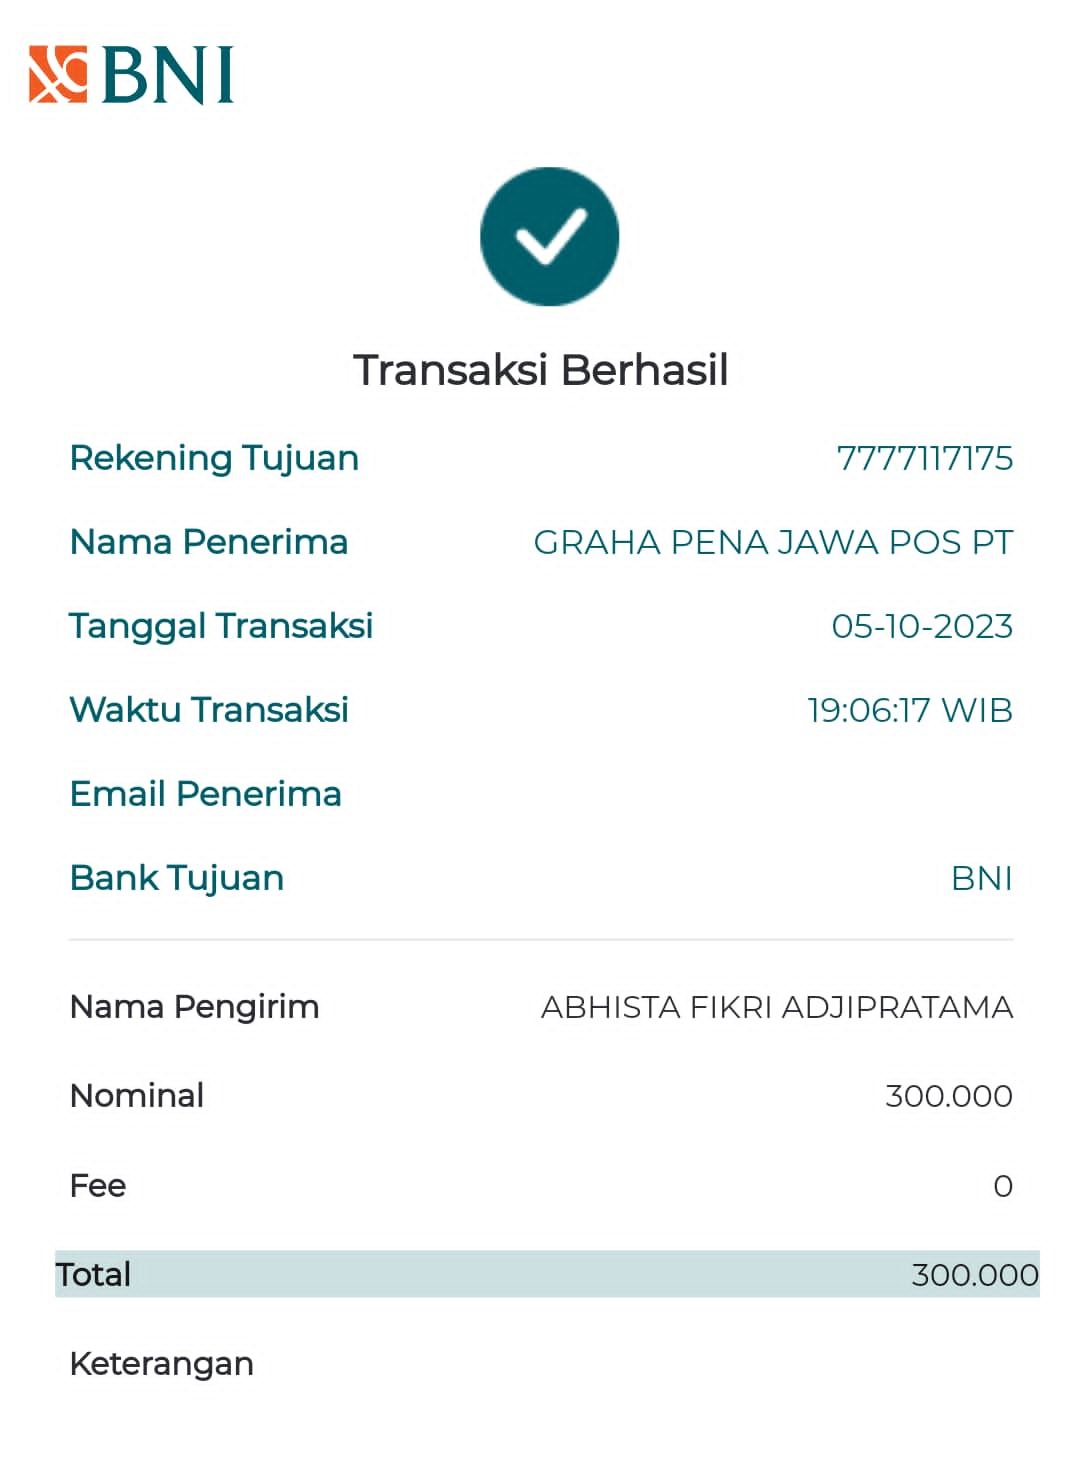 BNI
Transaksi Berhasil
Rekening Tujuan 7777117175
Nama Penerima GRAHA PENA JAWA POS PT
Tanggal Transaksi 05-10-2023
Waktu Transaksi 19:06:17 WIB
Email Penerima
Bank Tujuan BNI
Nama Pengirim ABHISTA FIKRI ADJIPRATAMA
Nominal 300.000
Fee 0
Total 300.000
Keterangan